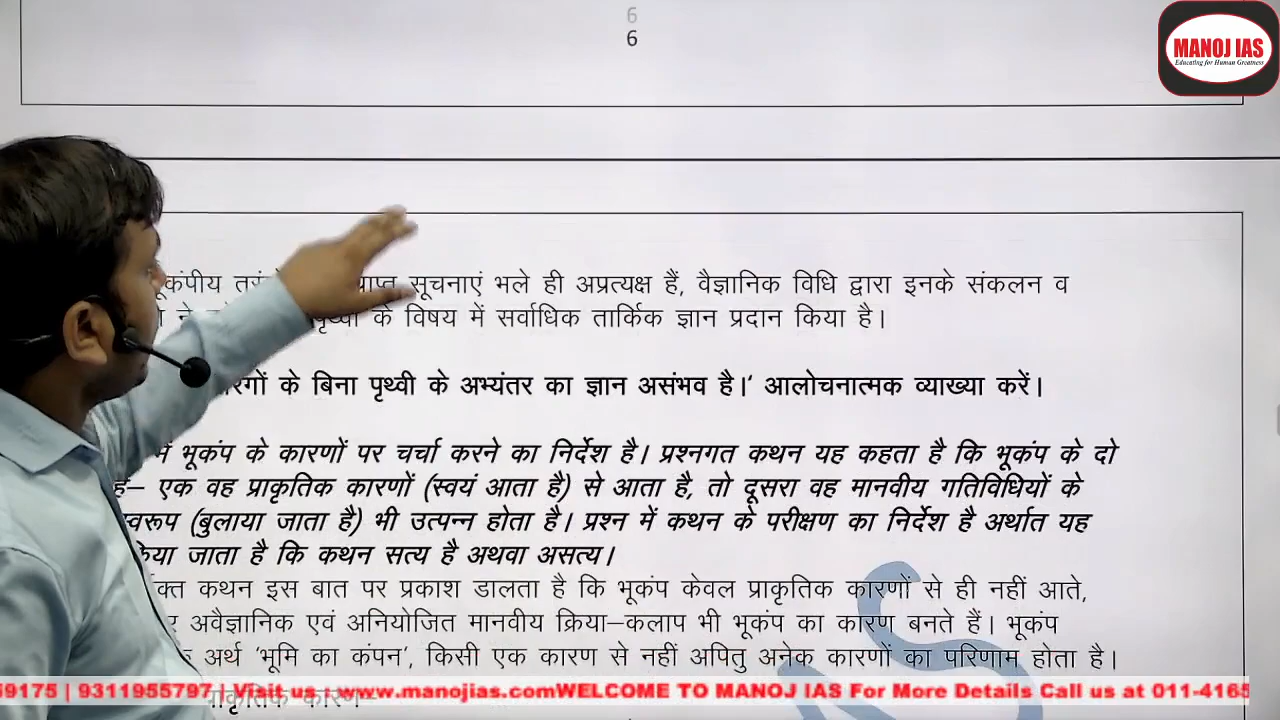 6
6
MANOJ IAS
Educating for Human Greatness
सूचनाएं भले ही अप्रत्यक्ष हैं, वैज्ञानिक विधि द्वारा इनके संकलन व
के विषय में सर्वाधिक तार्किक ज्ञान प्रदान किया है।
के बिना पृथ्वी के अभ्यंतर का ज्ञान असंभव है।' आलोचनात्मक व्याख्या करें।
में भूकंप के कारणों पर चर्चा करने का निर्देश है। प्रश्नगत कथन यह कहता है कि भूकंप के दो
– एक वह प्राकृतिक कारणों (स्वयं आता है) से आता है, तो दूसरा वह मानवीय गतिविधियों के
(बुलाया जाता है) भी उत्पन्न होता है। प्रश्न में कथन के परीक्षण का निर्देश है अर्थात यह
जाता है कि कथन सत्य है अथवा असत्य।
कथन इस बात पर प्रकाश डालता है कि भूकंप केवल प्राकृतिक कारणों से ही नहीं आते,
अवैज्ञानिक एवं अनियोजित मानवीय क्रिया–कलाप भी भूकंप का कारण बनते हैं। भूकंप
अर्थ 'भूमि का कंपन', किसी एक कारण से नहीं अपितु अनेक कारणों का परिणाम होता है।
59175 | 9311955797 | Visit us , www.manojias.comWELCOME TO MANOJ IAS For More Details Call us at 011-4165